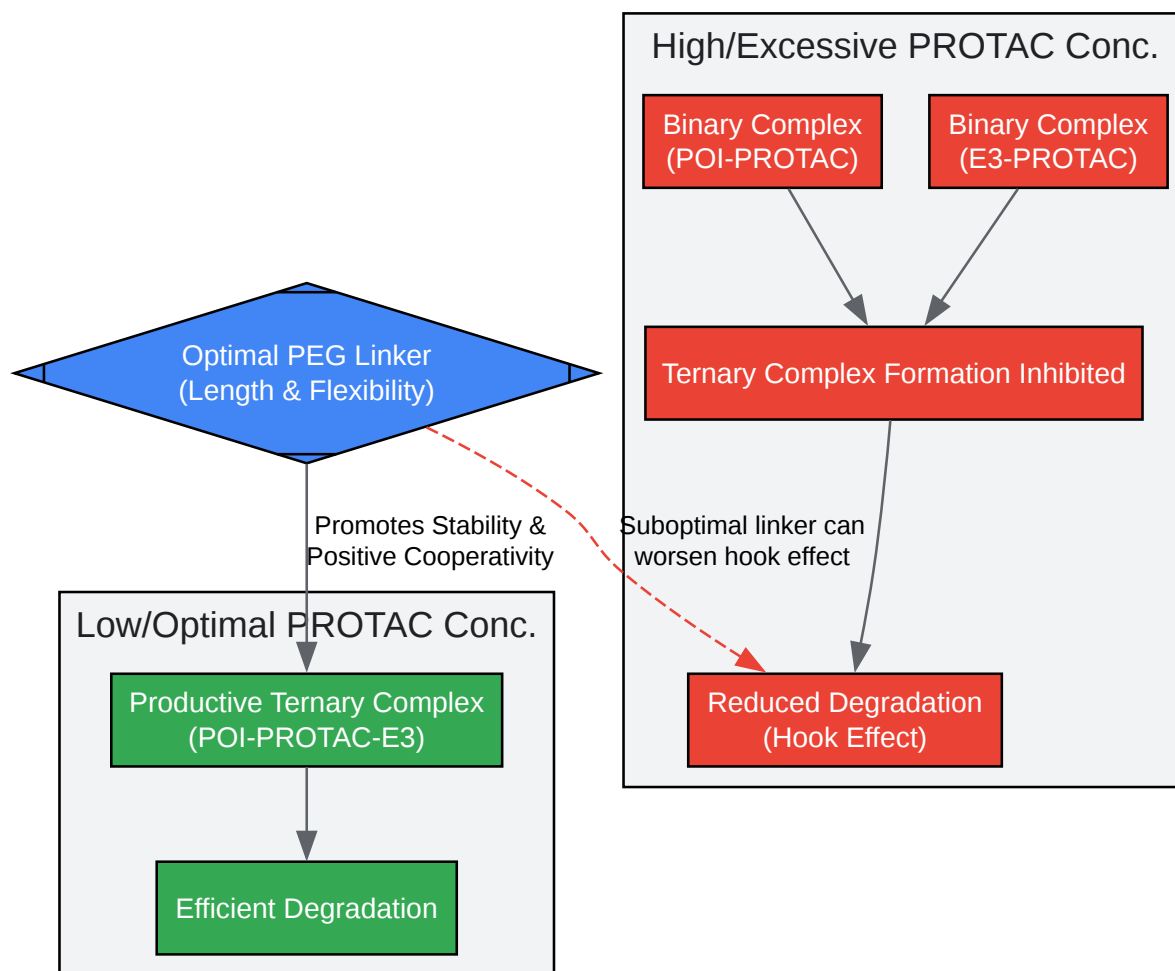 High/Excessive PROTAC Conc.
Binary Complex
(POI-PROTAC)
Binary Complex
(E3-PROTAC)
Ternary Complex Formation Inhibited
Optimal PEG Linker
(Length & Flexibility)
Promotes Stability &
Positive Cooperativity
Suboptimal linker can
worsen hook effect
Low/Optimal PROTAC Conc.
Productive Ternary Complex
(POI-PROTAC-E3)
Reduced Degradation
(Hook Effect)
Efficient Degradation